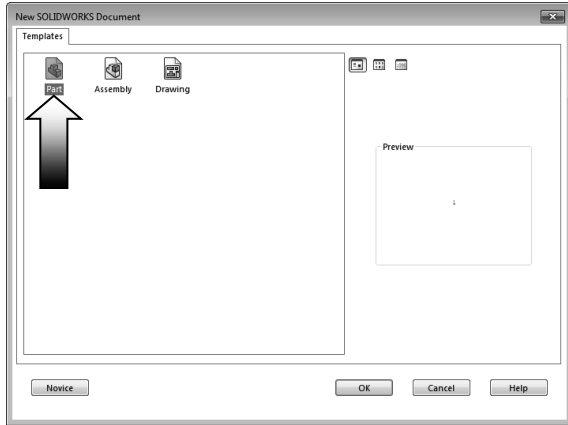 New SOLIDWORKS Document
Templates
Part Assembly Drawing
Preview
Novice OK Cancel Help